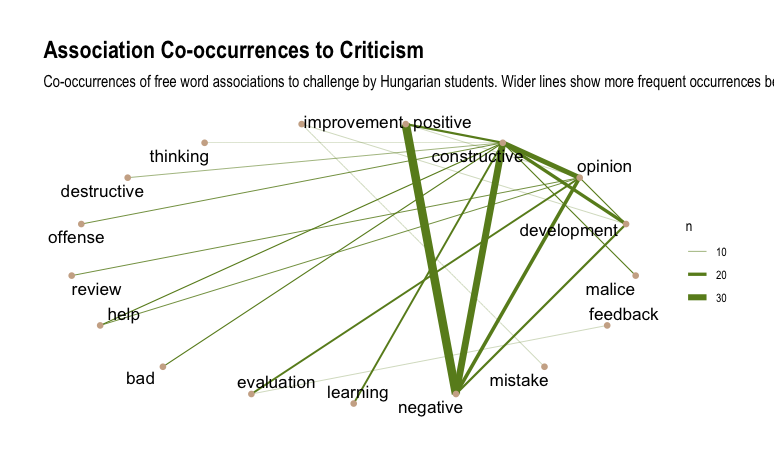 Association Co-occurrences to Criticism
Co-occurrences of free word associations to challenge by Hungarian students. Wider lines show more frequent occurrences be
improvement
positive
thinking
constructive
opinion
destructive
offense
development
n
10
20
30
review
malice
help
feedback
bad
evaluation
learning
mistake
negative